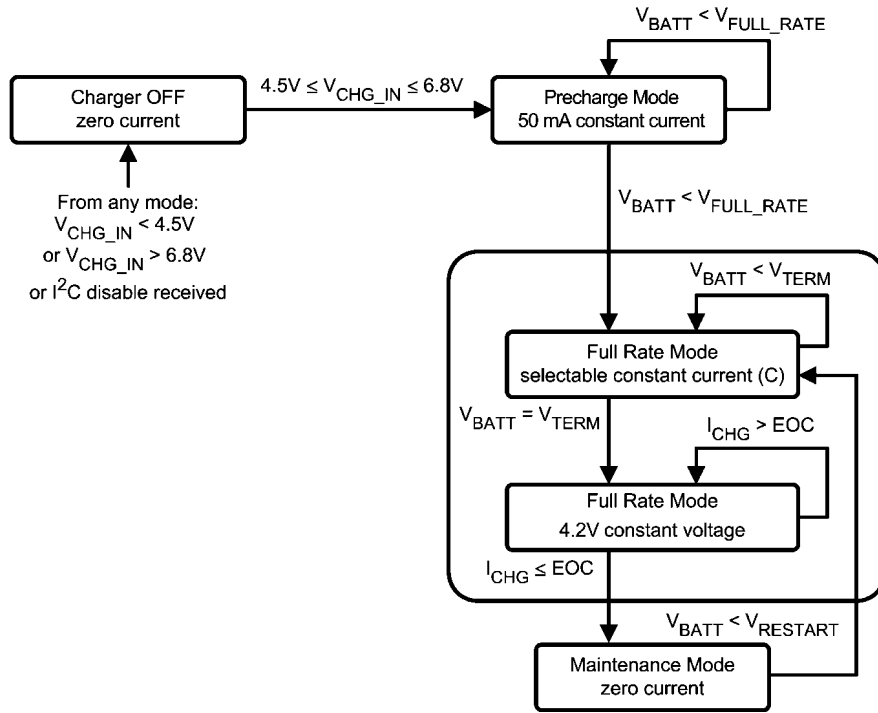 V_BATT < V_FULL_RATE
Charger OFF
zero current
4.5V ≤ V_CHG_IN ≤ 6.8V
Precharge Mode
50 mA constant current
From any mode:
V_CHG_IN < 4.5V
or V_CHG_IN > 6.8V
or I²C disable received
V_BATT < V_FULL_RATE
V_BATT < V_TERM
Full Rate Mode
selectable constant current (C)
V_BATT = V_TERM
I_CHG > EOC
Full Rate Mode
4.2V constant voltage
I_CHG ≤ EOC
V_BATT < V_RESTART
Maintenance Mode
zero current